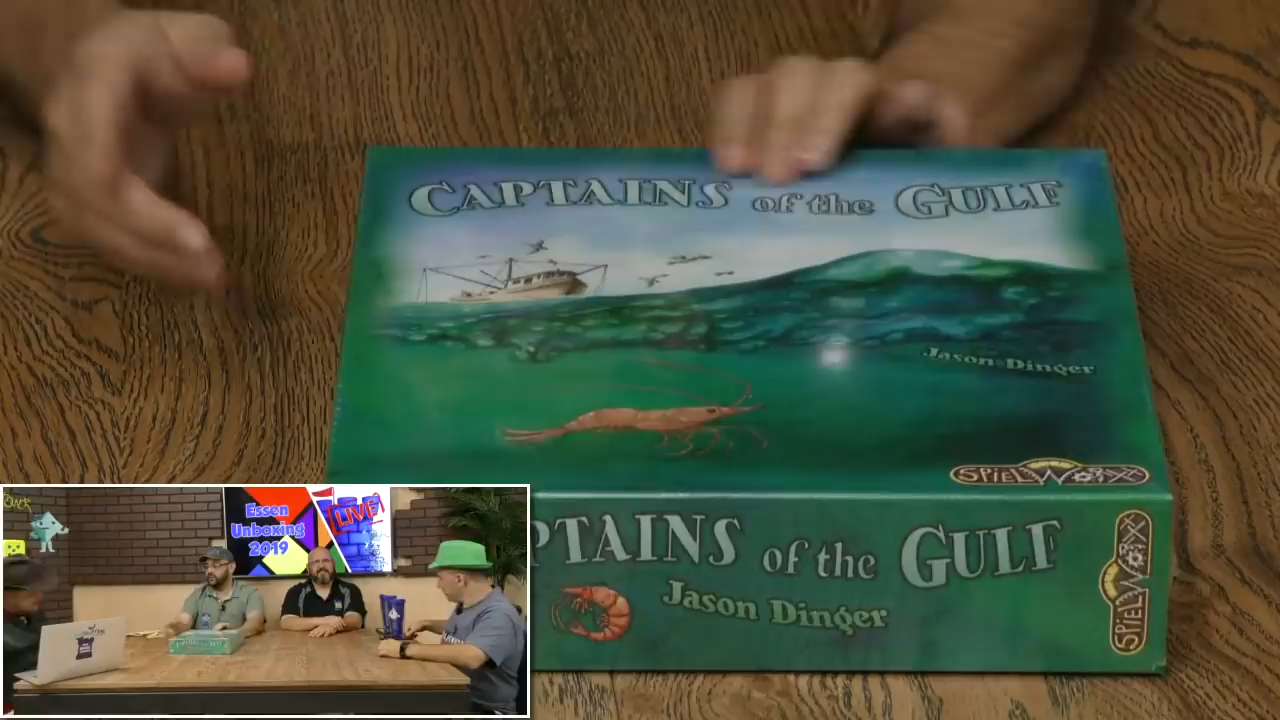 CAPTAINS of the GULF
Jason Dinger
SPIELWORXX
Essen
Unboxing
2019
LIVE!
PTAINS of the GULF
Jason Dinger
SPIELWORXX